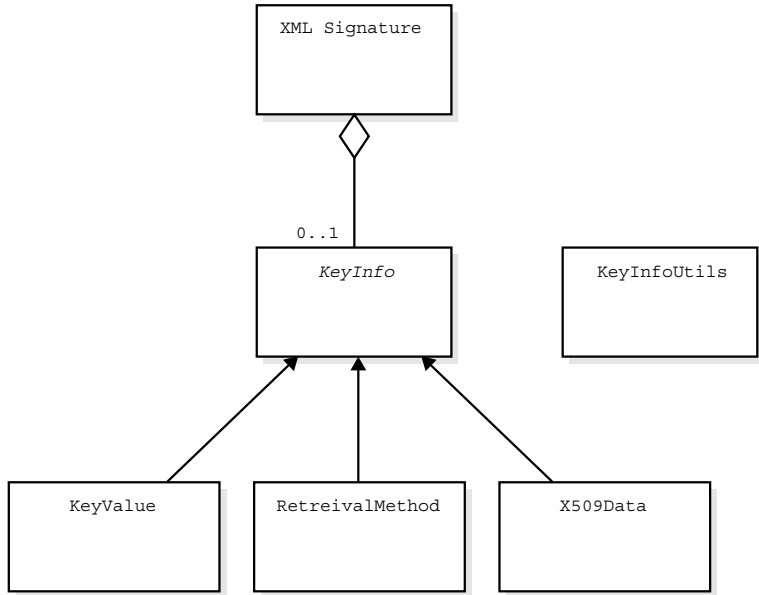 XML Signature
0..1
KeyInfo
KeyInfoUtils
KeyValue
RetreivalMethod
X509Data